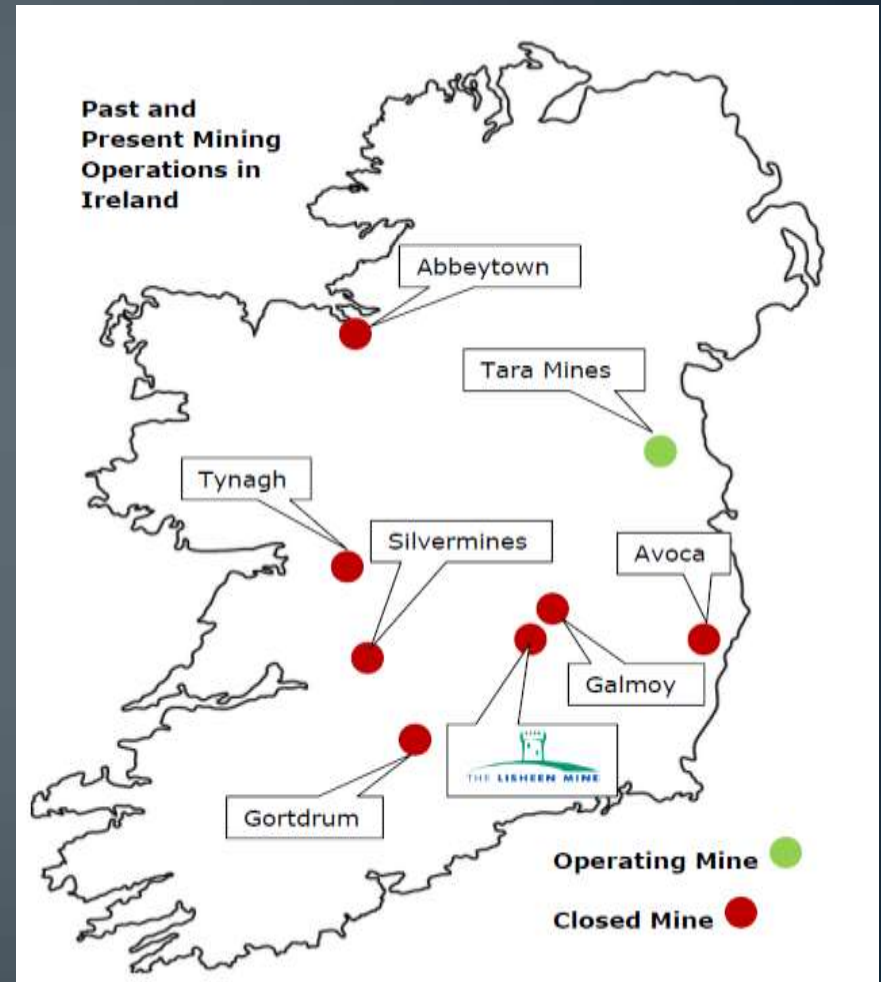 Past and
Present Mining
Operations in
Ireland
Abbeytown
Tara Mines
Tynagh
Silvermines
Avoca
Galmoy
THE LISHEEN MINE
Gortdrum
Operating Mine
Closed Mine